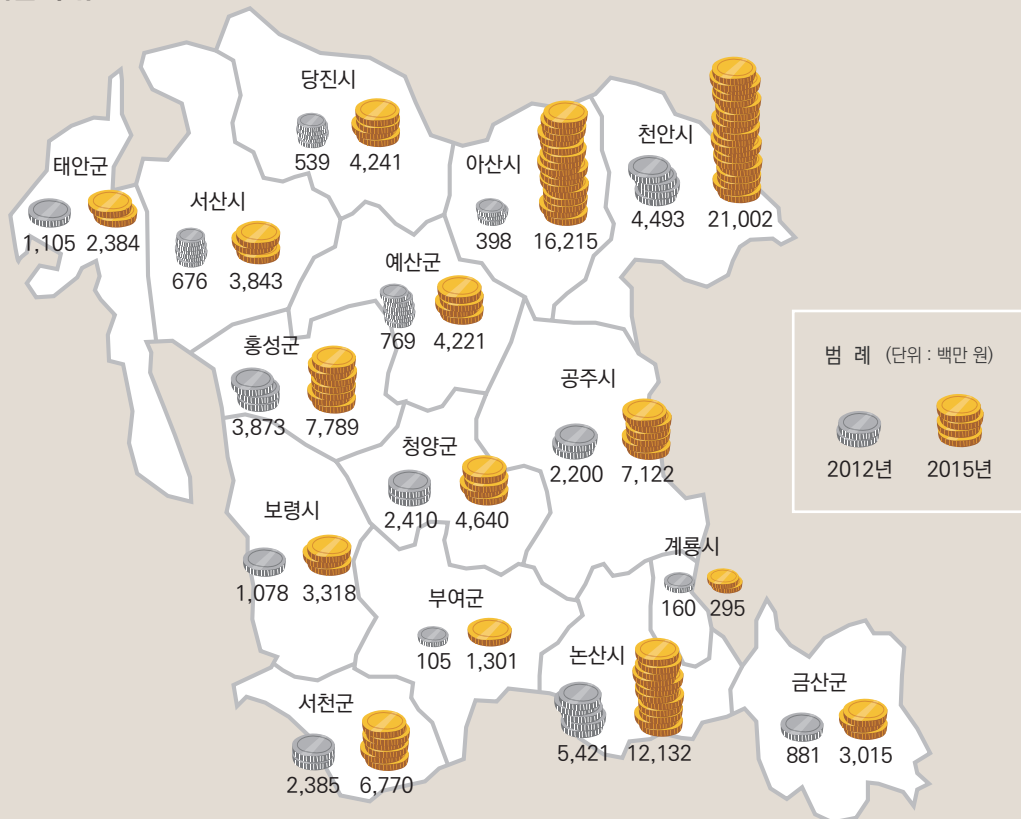 당진시
539 4,241
아산시
398 16,215
천안시
4,493 21,002
태안군
1,105 2,384
서산시
676 3,843
예산군
769 4,221
홍성군
3,873 7,789
공주시
2,200 7,122
청양군
2,410 4,640
보령시
1,078 3,318
계룡시
160 295
부여군
105 1,301
논산시
5,421 12,132
금산군
881 3,015
서천군
2,385 6,770
범 례 (단위 : 백만 원)
2012년 2015년